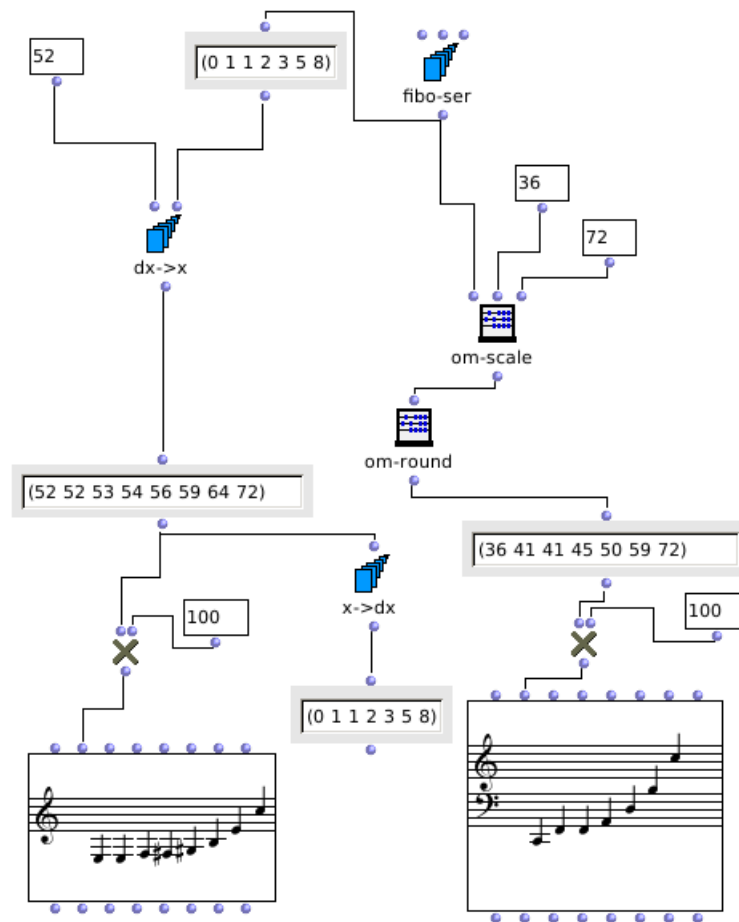 52
(0 1 1 2 3 5 8)
fibo-ser
36
72
dx->x
om-scale
om-round
(52 52 53 54 56 59 64 72)
(36 41 41 45 50 59 72)
x->dx
100
100
(0 1 1 2 3 5 8)